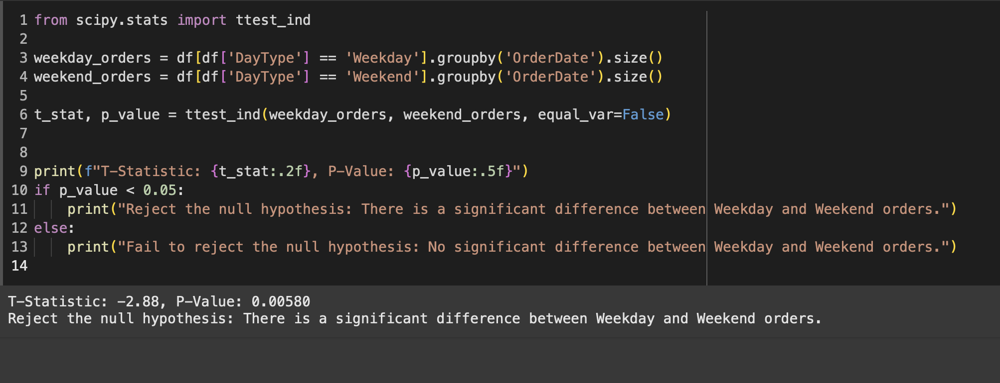 1 from scipy.stats import ttest_ind
2
3 weekday_orders = df[df['DayType'] == 'Weekday'].groupby('OrderDate').size()
4 weekend_orders = df[df['DayType'] == 'Weekend'].groupby('OrderDate').size()
5
6 t_stat, p_value = ttest_ind(weekday_orders, weekend_orders, equal_var=False)
7
8
9 print(f"T-Statistic: {t_stat:.2f}, P-Value: {p_value:.5f}")
10 if p_value < 0.05:
11     print("Reject the null hypothesis: There is a significant difference between Weekday and Weekend orders.")
12 else:
13     print("Fail to reject the null hypothesis: No significant difference between Weekday and Weekend orders.")
14
T-Statistic: -2.88, P-Value: 0.00580
Reject the null hypothesis: There is a significant difference between Weekday and Weekend orders.